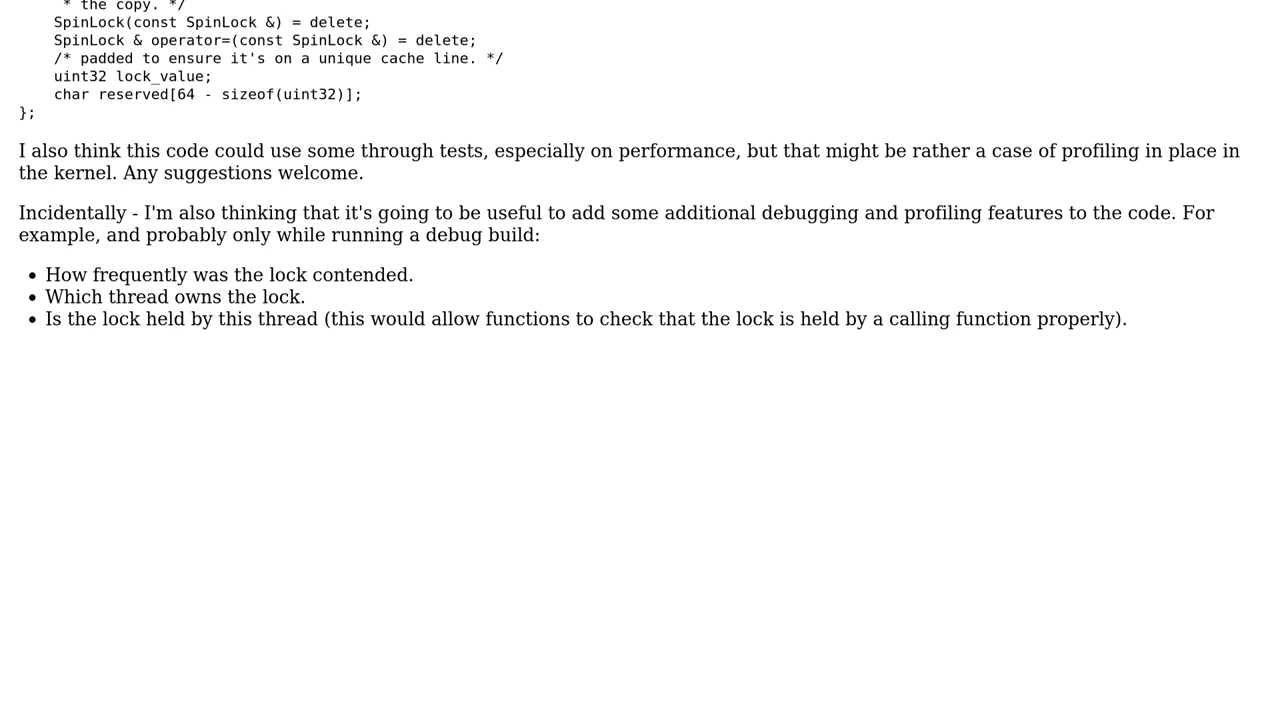 * the copy. */
SpinLock(const SpinLock &) = delete;
SpinLock & operator=(const SpinLock &) = delete;
/* padded to ensure it's on a unique cache line. */
uint32 lock_value;
char reserved[64 - sizeof(uint32)];
};
I also think this code could use some through tests, especially on performance, but that might be rather a case of profiling in place in
the kernel. Any suggestions welcome.
Incidentally - I'm also thinking that it's going to be useful to add some additional debugging and profiling features to the code. For
example, and probably only while running a debug build:
• How frequently was the lock contended.
• Which thread owns the lock.
• Is the lock held by this thread (this would allow functions to check that the lock is held by a calling function properly).